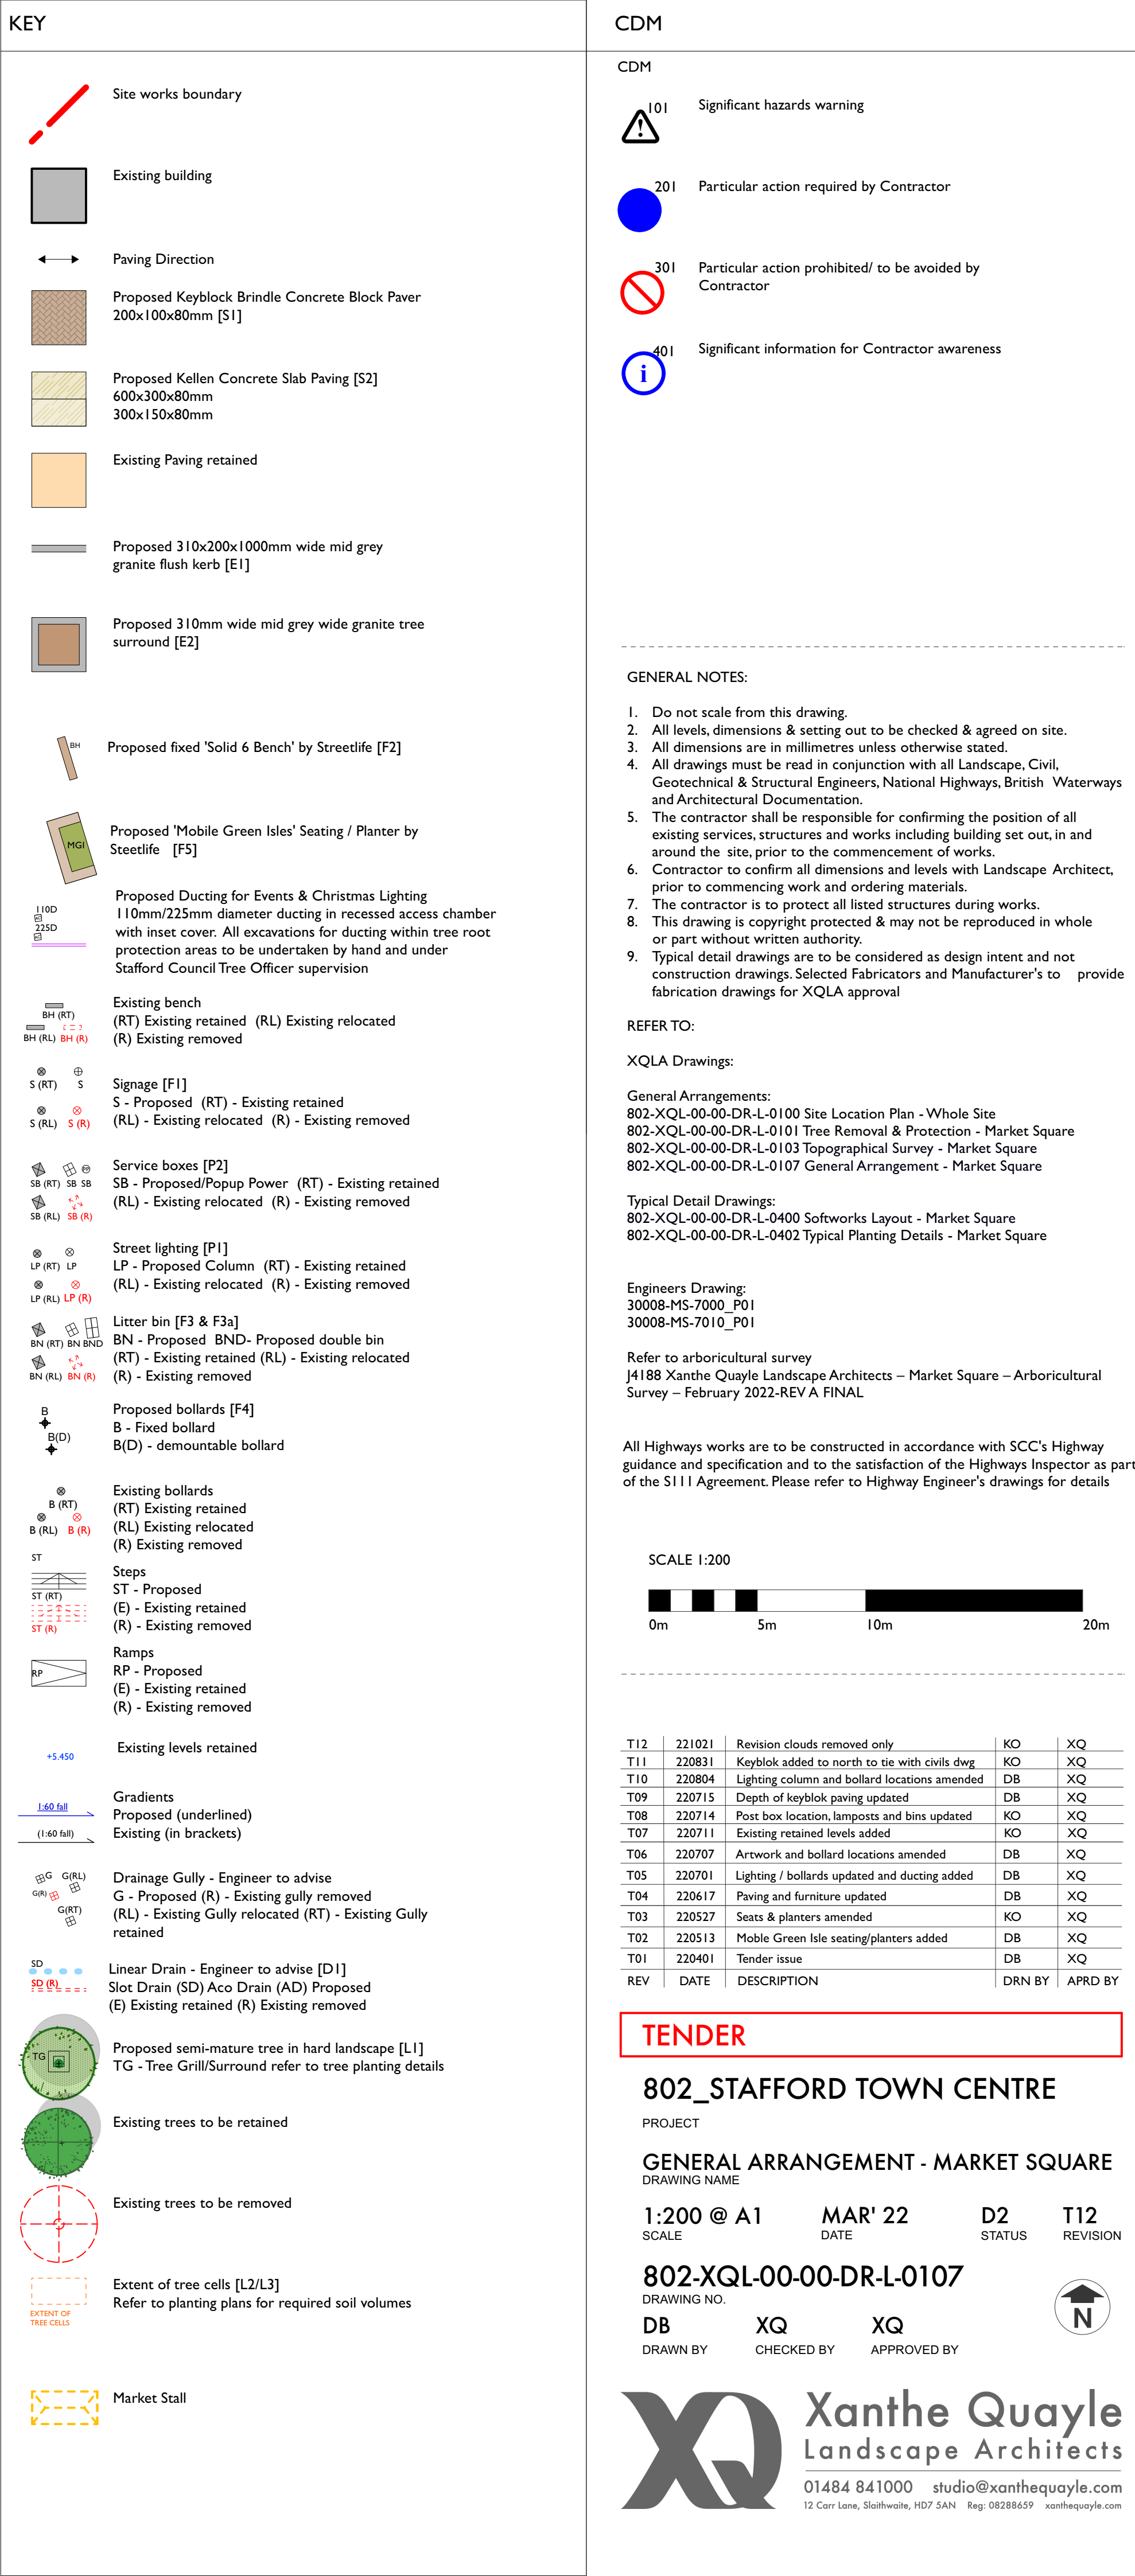 KEY
Site works boundary
Existing building
Paving Direction
Proposed Keyblock Brindle Concrete Block Paver
200x100x80mm [S1]
Proposed Kellen Concrete Slab Paving [S2]
600x300x80mm
300x150x80mm
Existing Paving retained
Proposed 310x200x1000mm wide mid grey
granite flush kerb [E1]
Proposed 310mm wide mid grey wide granite tree
surround [E2]
BH
Proposed fixed 'Solid 6 Bench' by Streetlife [F2]
MGI
Proposed 'Mobile Green Isles' Seating / Planter by
Steetlife [F5]
110D
225D
Proposed Ducting for Events & Christmas Lighting
110mm/225mm diameter ducting in recessed access chamber
with inset cover. All excavations for ducting within tree root
protection areas to be undertaken by hand and under
Stafford Council Tree Officer supervision
BH (RT)
BH (RL) BH (R)
Existing bench
(RT) Existing retained (RL) Existing relocated
(R) Existing removed
S (RT) S
S (RL) S (R)
Signage [F1]
S - Proposed (RT) - Existing retained
(RL) - Existing relocated (R) - Existing removed
SB (RT) SB SB
SB (RL) SB (R)
Service boxes [P2]
SB - Proposed/Popup Power (RT) - Existing retained
(RL) - Existing relocated (R) - Existing removed
LP (RT) LP
LP (RL) LP (R)
Street lighting [P1]
LP - Proposed Column (RT) - Existing retained
(RL) - Existing relocated (R) - Existing removed
BN (RT) BN BND
BN (RL) BN (R)
Litter bin [F3 & F3a]
BN - Proposed BND- Proposed double bin
(RT) - Existing retained (RL) - Existing relocated
(R) - Existing removed
B
B(D)
Proposed bollards [F4]
B - Fixed bollard
B(D) - demountable bollard
B (RT)
B (RL) B (R)
Existing bollards
(RT) Existing retained
(RL) Existing relocated
(R) Existing removed
ST
ST (RT)
ST (R)
Steps
ST - Proposed
(E) - Existing retained
(R) - Existing removed
RP
Ramps
RP - Proposed
(E) - Existing retained
(R) - Existing removed
+5.450
Existing levels retained
1:60 fall
(1:60 fall)
Gradients
Proposed (underlined)
Existing (in brackets)
G G(RL)
G(R)
G(RT)
Drainage Gully - Engineer to advise
G - Proposed (R) - Existing gully removed
(RL) - Existing Gully relocated (RT) - Existing Gully
retained
SD
SD (R)
Linear Drain - Engineer to advise [D1]
Slot Drain (SD) Aco Drain (AD) Proposed
(E) Existing retained (R) Existing removed
TG
Proposed semi-mature tree in hard landscape [L1]
TG - Tree Grill/Surround refer to tree planting details
Existing trees to be retained
Existing trees to be removed
EXTENT OF
TREE CELLS
Extent of tree cells [L2/L3]
Refer to planting plans for required soil volumes
Market Stall
CDM
CDM
101
Significant hazards warning
201
Particular action required by Contractor
301
Particular action prohibited/ to be avoided by
Contractor
401
i
Significant information for Contractor awareness
GENERAL NOTES:
1. Do not scale from this drawing.
2. All levels, dimensions & setting out to be checked & agreed on site.
3. All dimensions are in millimetres unless otherwise stated.
4. All drawings must be read in conjunction with all Landscape, Civil,
Geotechnical & Structural Engineers, National Highways, British Waterways
and Architectural Documentation.
5. The contractor shall be responsible for confirming the position of all
existing services, structures and works including building set out, in and
around the site, prior to the commencement of works.
6. Contractor to confirm all dimensions and levels with Landscape Architect,
prior to commencing work and ordering materials.
7. The contractor is to protect all listed structures during works.
8. This drawing is copyright protected & may not be reproduced in whole
or part without written authority.
9. Typical detail drawings are to be considered as design intent and not
construction drawings. Selected Fabricators and Manufacturer's to provide
fabrication drawings for XQLA approval
REFER TO:
XQLA Drawings:
General Arrangements:
802-XQL-00-00-DR-L-0100 Site Location Plan - Whole Site
802-XQL-00-00-DR-L-0101 Tree Removal & Protection - Market Square
802-XQL-00-00-DR-L-0103 Topographical Survey - Market Square
802-XQL-00-00-DR-L-0107 General Arrangement - Market Square
Typical Detail Drawings:
802-XQL-00-00-DR-L-0400 Softworks Layout - Market Square
802-XQL-00-00-DR-L-0402 Typical Planting Details - Market Square
Engineers Drawing:
30008-MS-7000_P01
30008-MS-7010_P01
Refer to arboricultural survey
J4188 Xanthe Quayle Landscape Architects – Market Square – Arboricultural
Survey – February 2022-REV A FINAL
All Highways works are to be constructed in accordance with SCC's Highway
guidance and specification and to the satisfaction of the Highways Inspector as part
of the S111 Agreement. Please refer to Highway Engineer's drawings for details
SCALE 1:200
0m 5m 10m 20m
T12 221021 Revision clouds removed only KO XQ
T11 220831 Keyblok added to north to tie with civils dwg KO XQ
T10 220804 Lighting column and bollard locations amended DB XQ
T09 220715 Depth of keyblok paving updated DB XQ
T08 220714 Post box location, lamposts and bins updated KO XQ
T07 220711 Existing retained levels added KO XQ
T06 220707 Artwork and bollard locations amended DB XQ
T05 220701 Lighting / bollards updated and ducting added DB XQ
T04 220617 Paving and furniture updated DB XQ
T03 220527 Seats & planters amended KO XQ
T02 220513 Moble Green Isle seating/planters added DB XQ
T01 220401 Tender issue DB XQ
REV DATE DESCRIPTION DRN BY APRD BY
TENDER
802_STAFFORD TOWN CENTRE
PROJECT
GENERAL ARRANGEMENT - MARKET SQUARE
DRAWING NAME
1:200 @ A1 MAR' 22 D2 T12
SCALE DATE STATUS REVISION
802-XQL-00-00-DR-L-0107
DRAWING NO.
N
DB XQ XQ
DRAWN BY CHECKED BY APPROVED BY
XQ
Xanthe Quayle
Landscape Architects
01484 841000 studio@xanthequayle.com
12 Carr Lane, Slaithwaite, HD7 5AN Reg: 08288659 xanthequayle.com